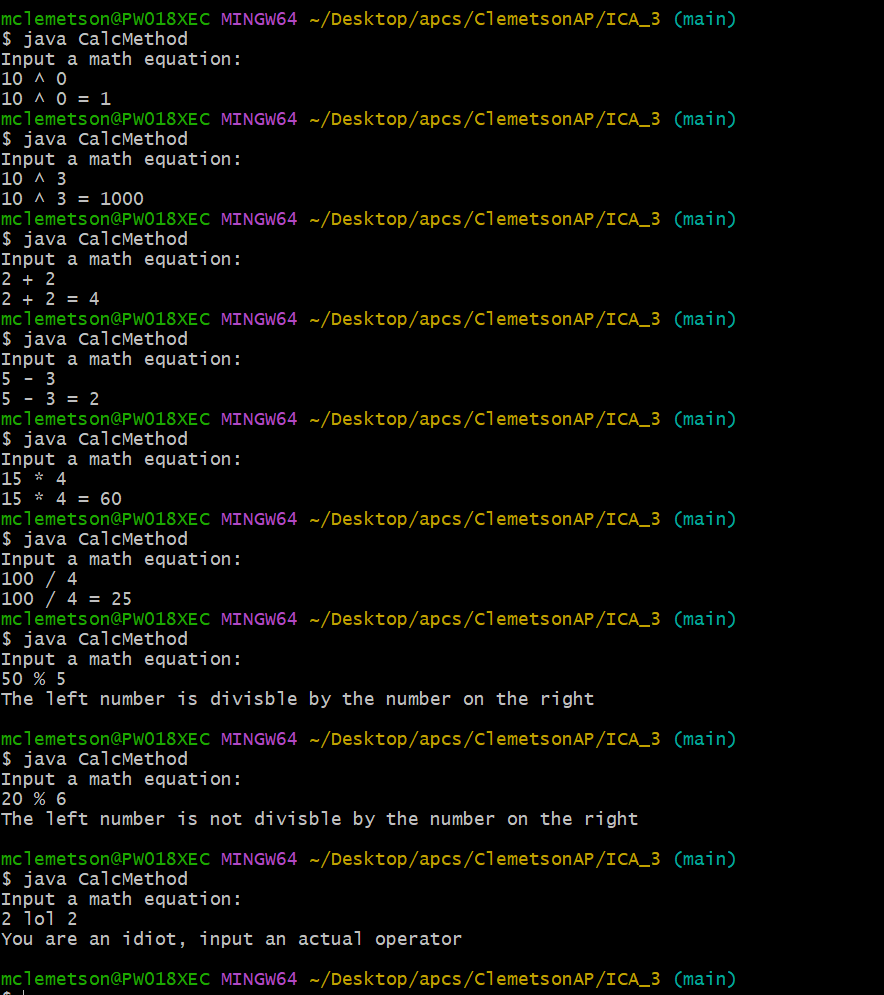 mclemetson@PW018XEC MINGW64 ~/Desktop/apcs/ClemetsonAP/ICA_3 (main)
$ java CalcMethod
Input a math equation:
10 ^ 0
10 ^ 0 = 1
mclemetson@PW018XEC MINGW64 ~/Desktop/apcs/ClemetsonAP/ICA_3 (main)
$ java CalcMethod
Input a math equation:
10 ^ 3
10 ^ 3 = 1000
mclemetson@PW018XEC MINGW64 ~/Desktop/apcs/ClemetsonAP/ICA_3 (main)
$ java CalcMethod
Input a math equation:
2 + 2
2 + 2 = 4
mclemetson@PW018XEC MINGW64 ~/Desktop/apcs/ClemetsonAP/ICA_3 (main)
$ java CalcMethod
Input a math equation:
5 - 3
5 - 3 = 2
mclemetson@PW018XEC MINGW64 ~/Desktop/apcs/ClemetsonAP/ICA_3 (main)
$ java CalcMethod
Input a math equation:
15 * 4
15 * 4 = 60
mclemetson@PW018XEC MINGW64 ~/Desktop/apcs/ClemetsonAP/ICA_3 (main)
$ java CalcMethod
Input a math equation:
100 / 4
100 / 4 = 25
mclemetson@PW018XEC MINGW64 ~/Desktop/apcs/ClemetsonAP/ICA_3 (main)
$ java CalcMethod
Input a math equation:
50 % 5
The left number is divisble by the number on the right
mclemetson@PW018XEC MINGW64 ~/Desktop/apcs/ClemetsonAP/ICA_3 (main)
$ java CalcMethod
Input a math equation:
20 % 6
The left number is not divisble by the number on the right
mclemetson@PW018XEC MINGW64 ~/Desktop/apcs/ClemetsonAP/ICA_3 (main)
$ java CalcMethod
Input a math equation:
2 lol 2
You are an idiot, input an actual operator
mclemetson@PW018XEC MINGW64 ~/Desktop/apcs/ClemetsonAP/ICA_3 (main)
$